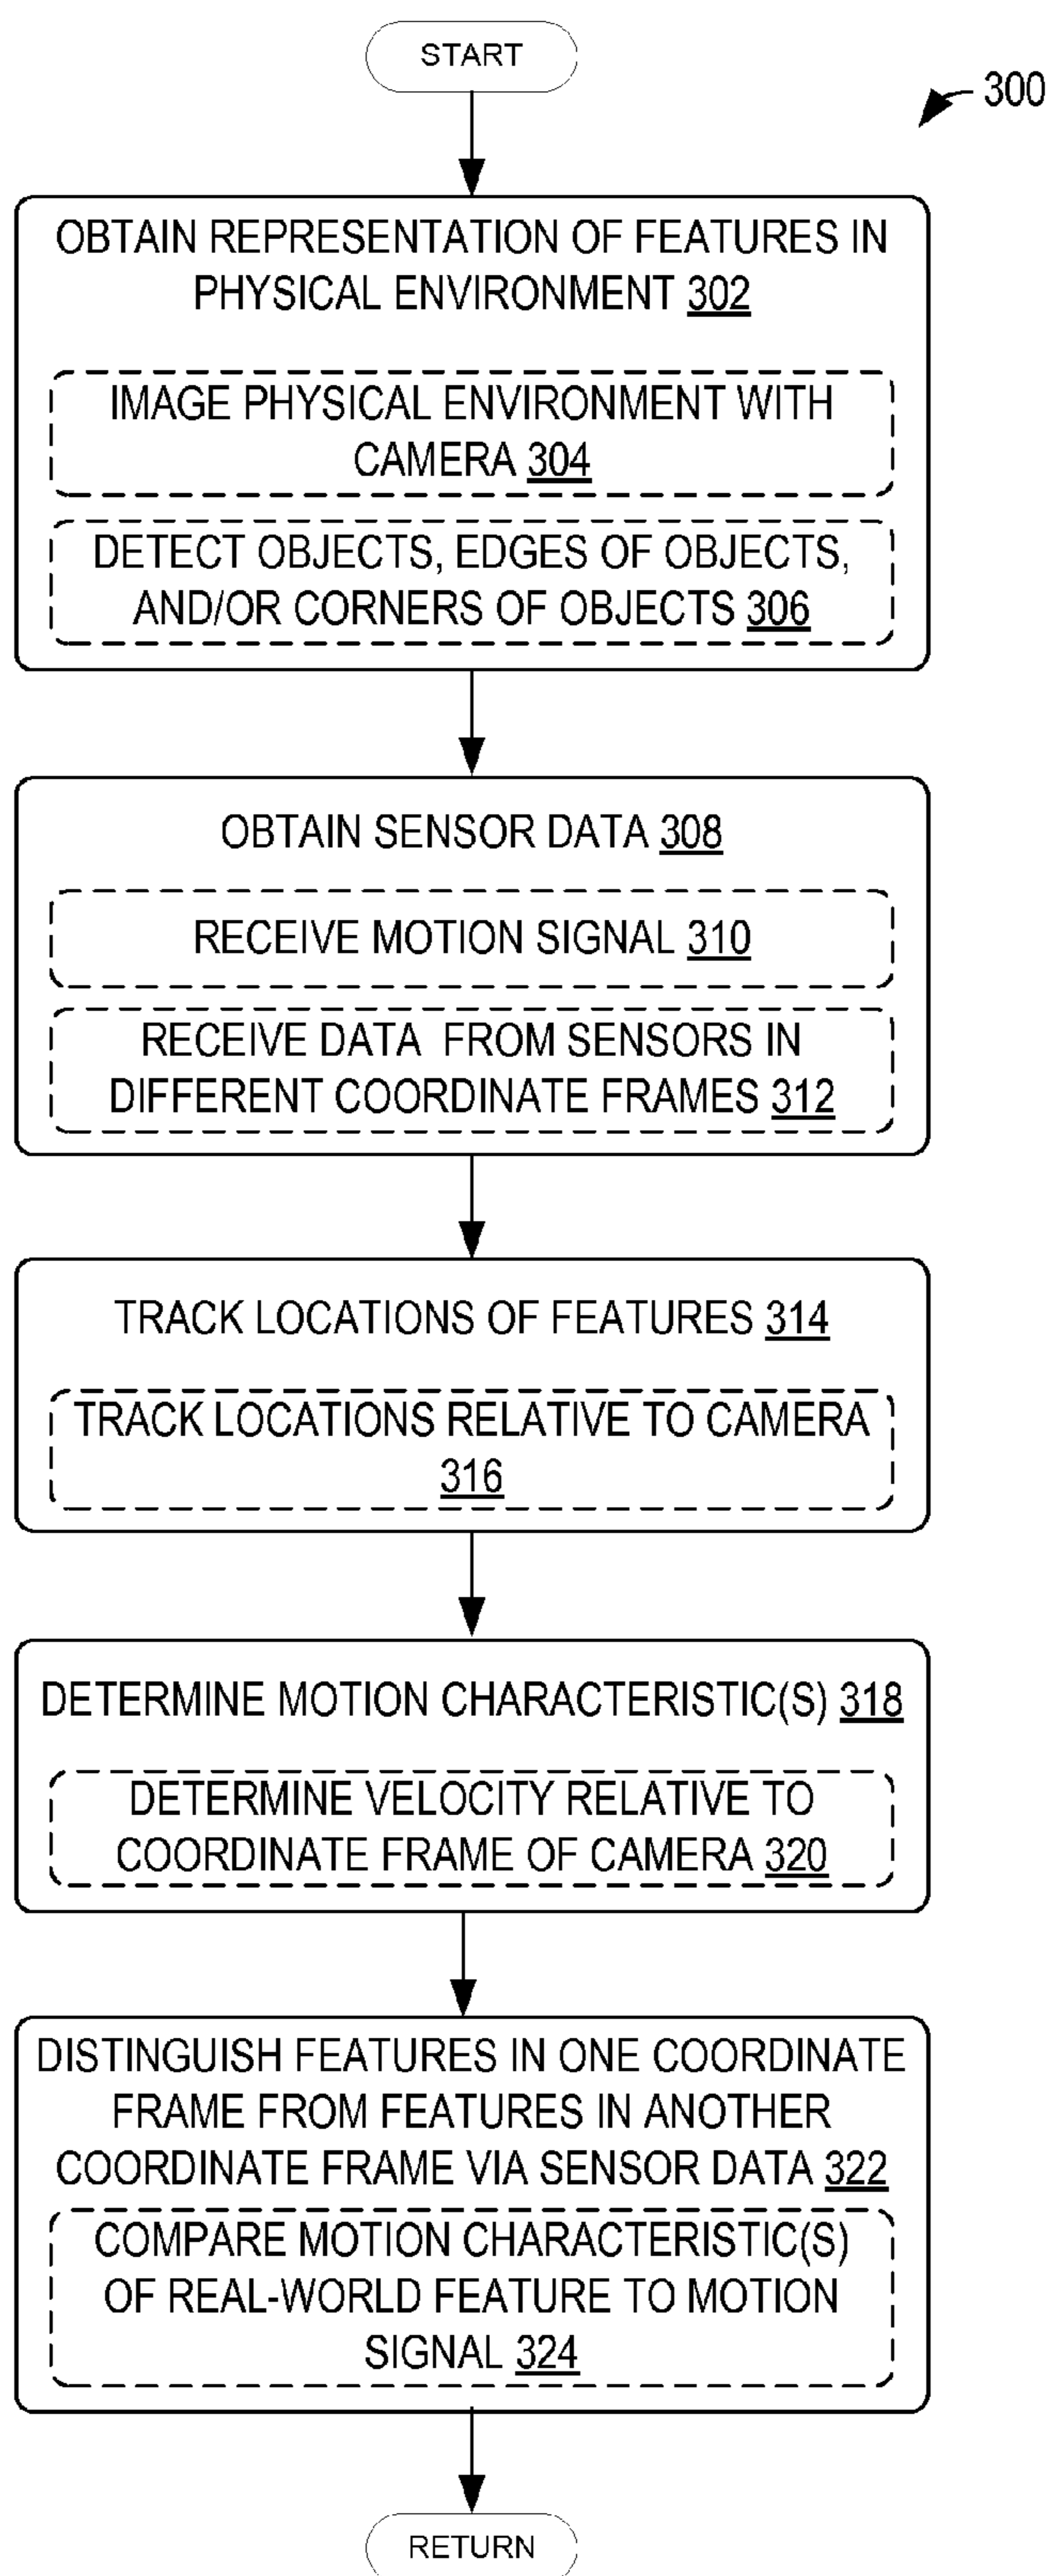 START
300
OBTAIN REPRESENTATION OF FEATURES IN
PHYSICAL ENVIRONMENT 302
IMAGE PHYSICAL ENVIRONMENT WITH
CAMERA 304
DETECT OBJECTS, EDGES OF OBJECTS,
AND/OR CORNERS OF OBJECTS 306
OBTAIN SENSOR DATA 308
RECEIVE MOTION SIGNAL 310
RECEIVE DATA FROM SENSORS IN
DIFFERENT COORDINATE FRAMES 312
TRACK LOCATIONS OF FEATURES 314
TRACK LOCATIONS RELATIVE TO CAMERA
316
DETERMINE MOTION CHARACTERISTIC(S) 318
DETERMINE VELOCITY RELATIVE TO
COORDINATE FRAME OF CAMERA 320
DISTINGUISH FEATURES IN ONE COORDINATE
FRAME FROM FEATURES IN ANOTHER
COORDINATE FRAME VIA SENSOR DATA 322
COMPARE MOTION CHARACTERISTIC(S)
OF REAL-WORLD FEATURE TO MOTION
SIGNAL 324
RETURN